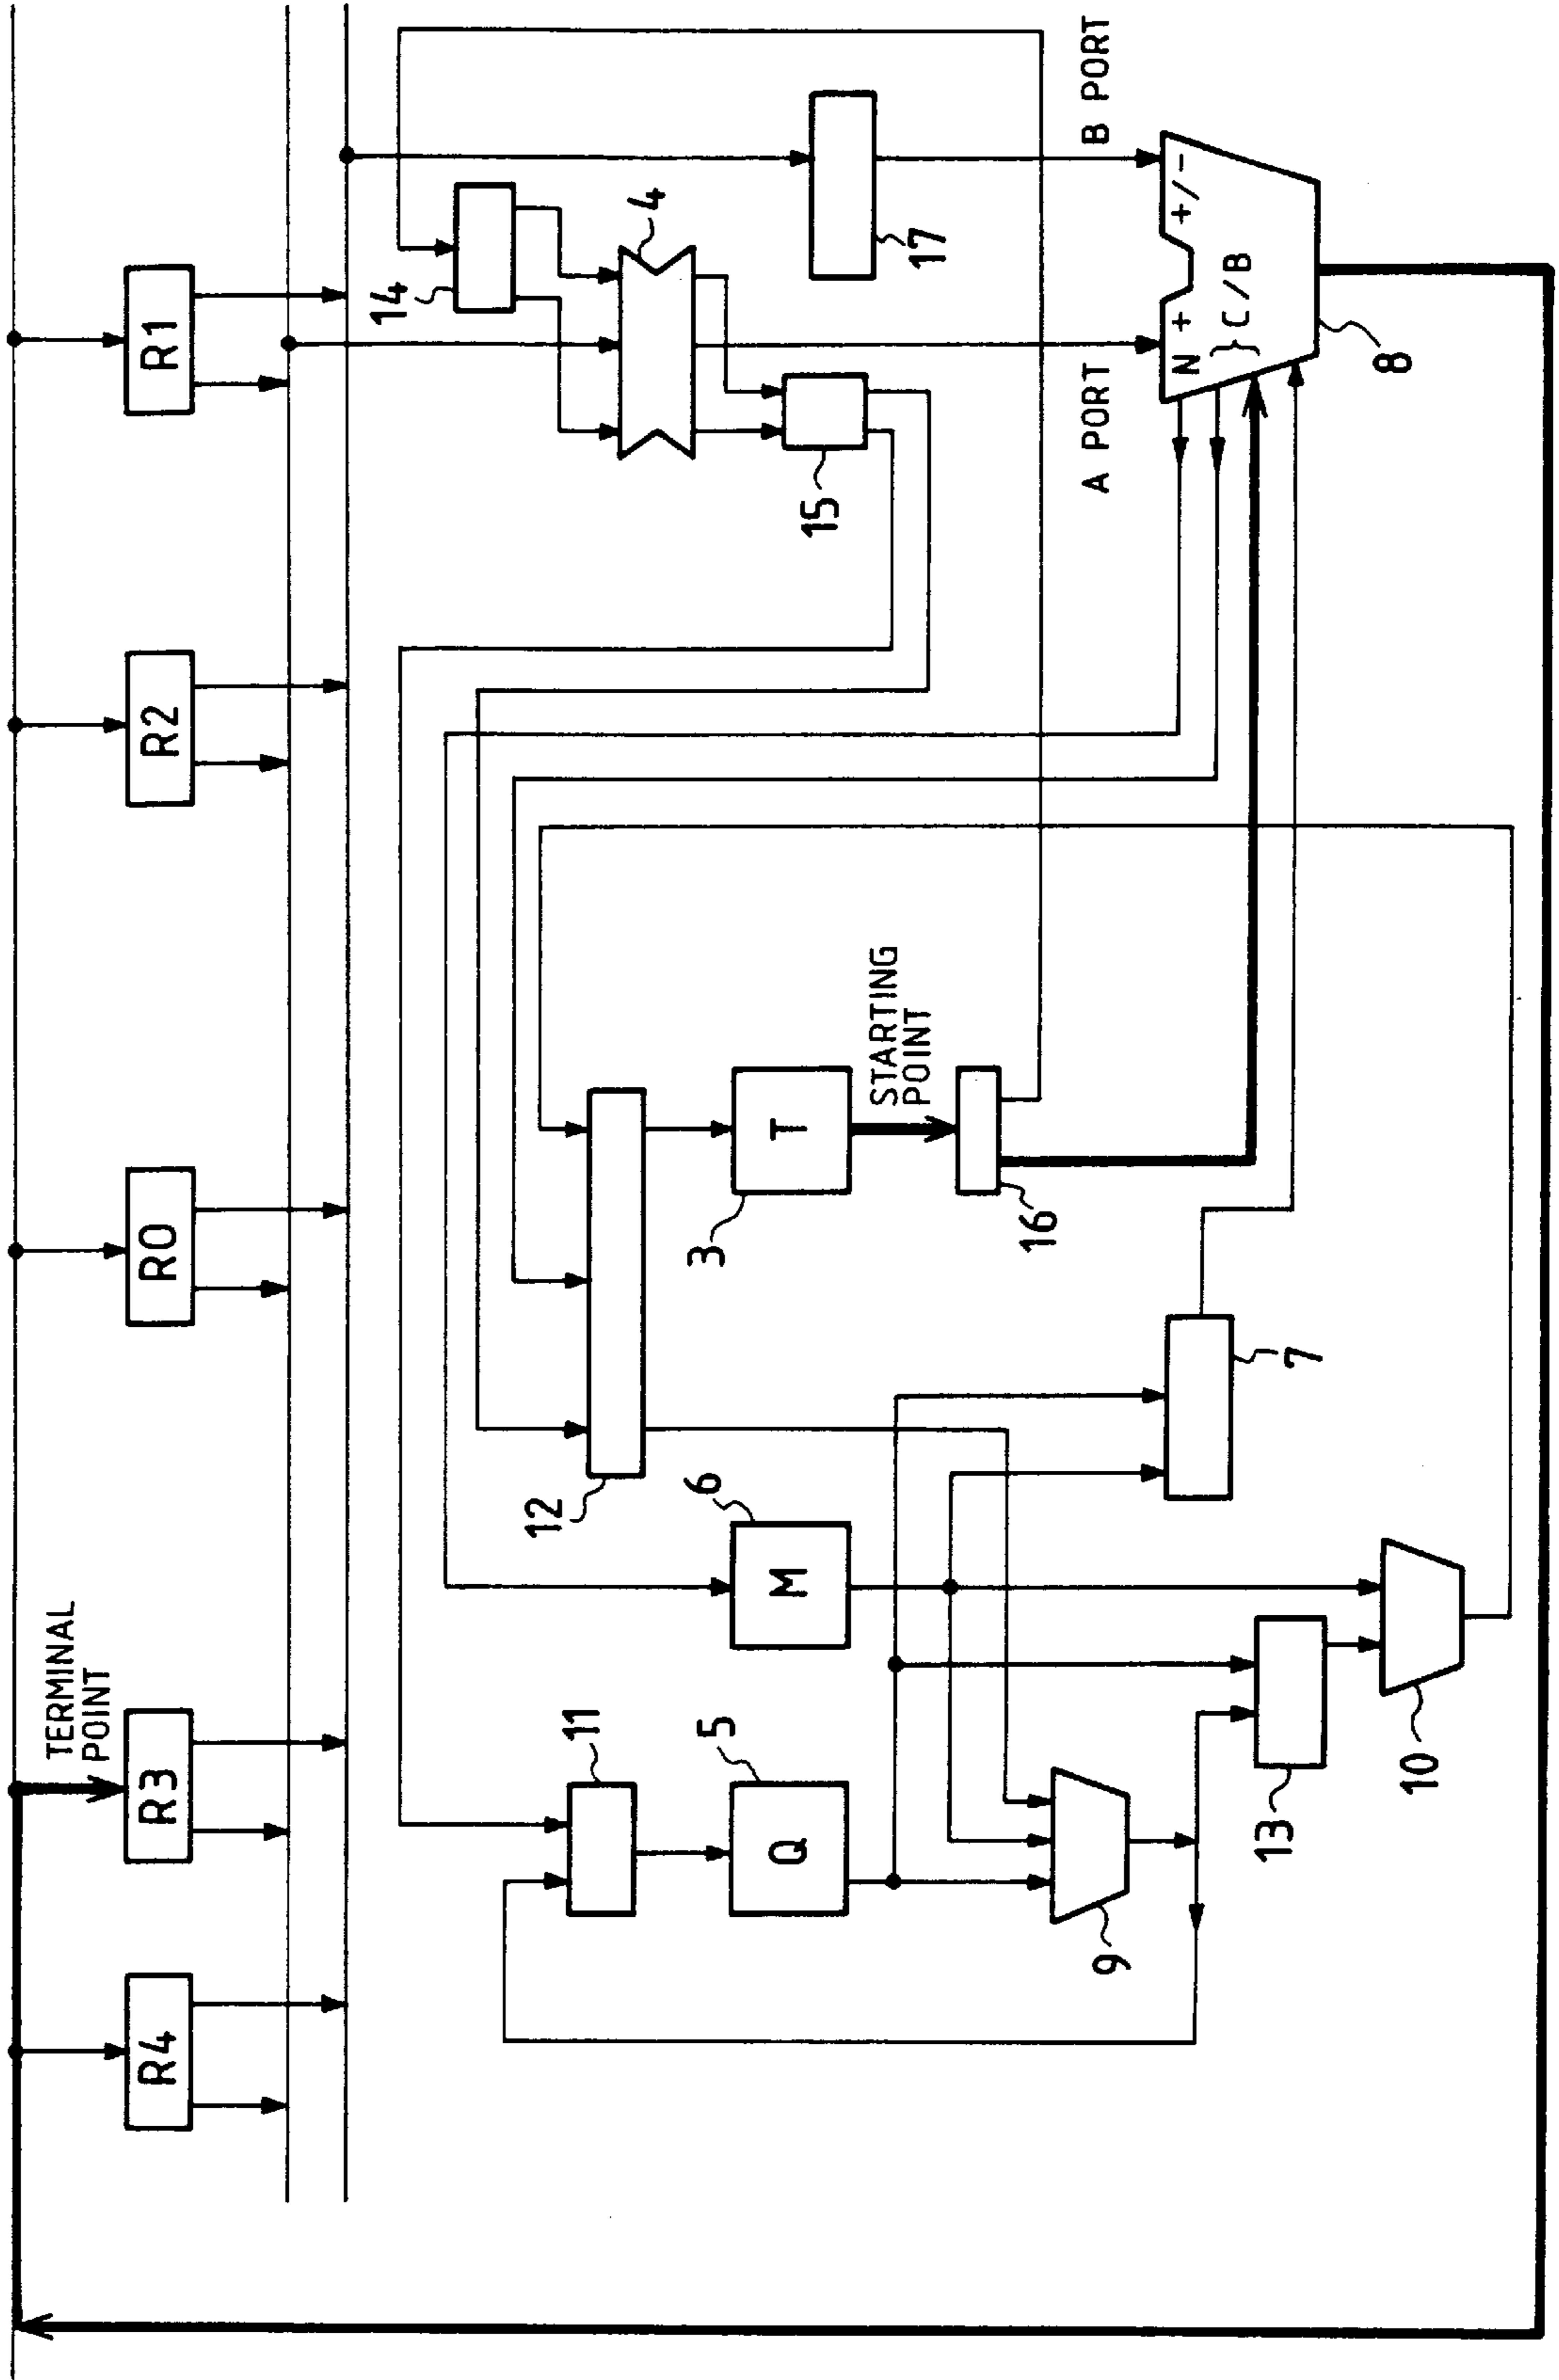 R4
R3
R0
R2
R1
TERMINAL
POINT
14
4
11
12
15
17
5
Q
6
M
3
T
STARTING
POINT
16
A PORT
B PORT
9
13
7
N
+
+/-
} C/B
10
8